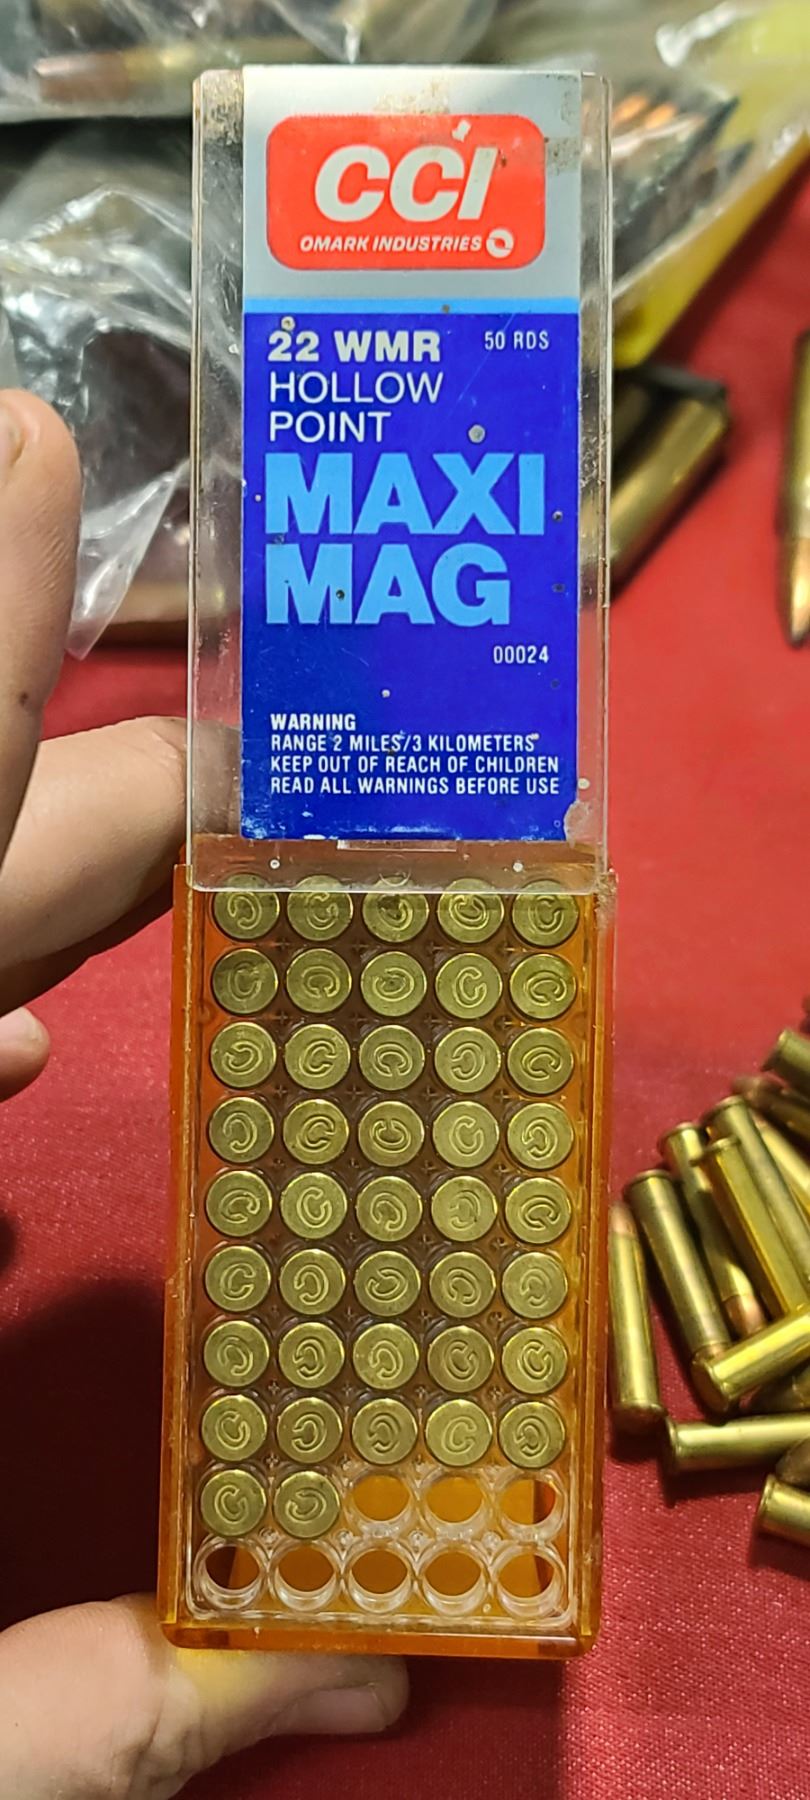 CCI
OMARK INDUSTRIES
22 WMR 50 RDS
HOLLOW
POINT
MAXI
MAG
00024
WARNING
RANGE 2 MILES/3 KILOMETERS
KEEP OUT OF REACH OF CHILDREN
READ ALL WARNINGS BEFORE USE
C C C C C
C C C C C
C C C C C
C C C C C
C C C C C
C C C C C
C C C C C
C C C C C
C C